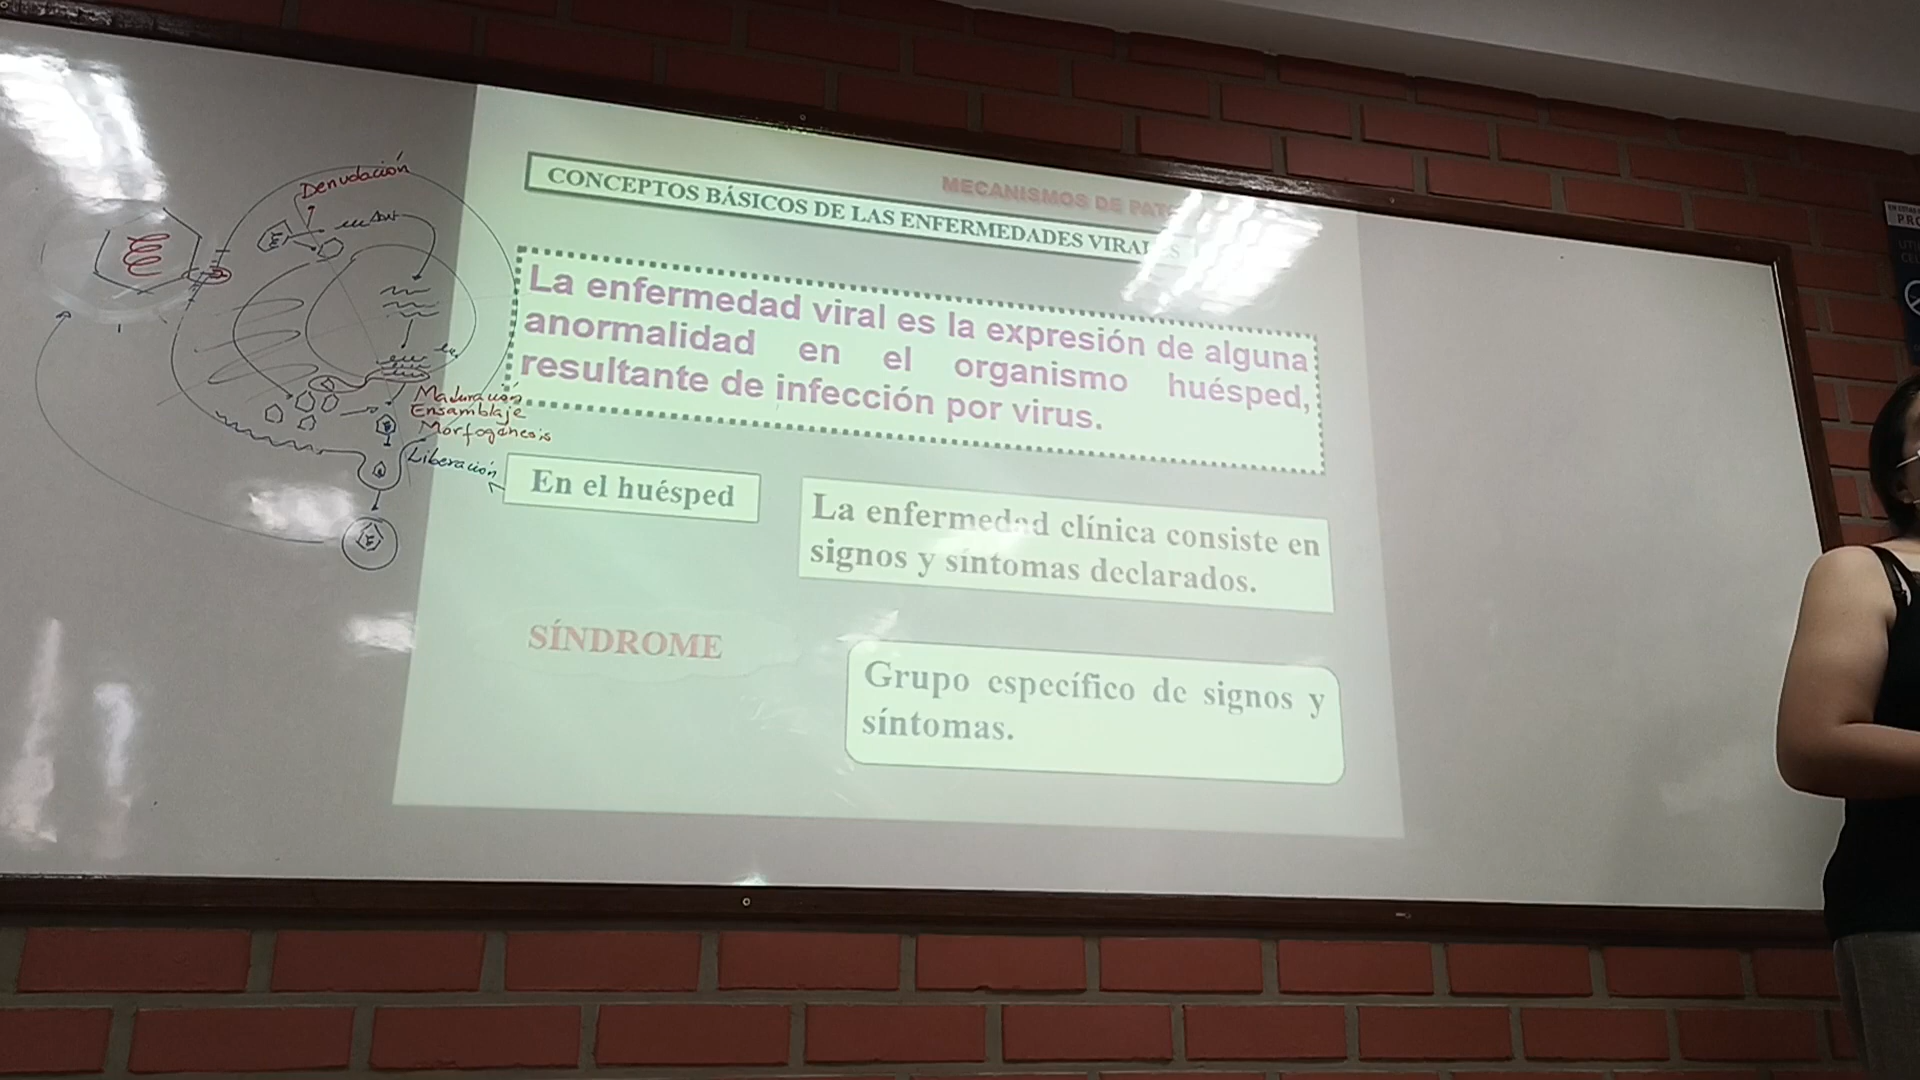 MECANISMOS DE
CONCEPTOS BÁSICOS DE LAS ENFERMEDADES
La enfermedad viral es la expresión de alguna
anormalidad en el organismo huésped,
resultante de infección por virus.
En el huésped
La enfermedad clínica consiste en
signos y síntomas declarados.
SÍNDROME
Grupo específico de signos y
síntomas.
Denudación
Maduración
Ensamblaje
Morfogénesis
Liberación